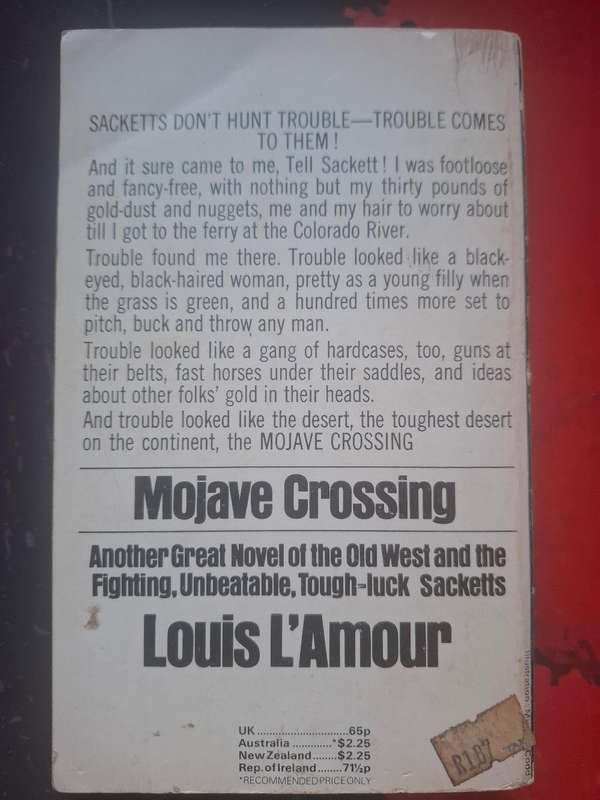 SACKETTS DON'T HUNT TROUBLE—TROUBLE COMES
TO THEM!
And it sure came to me, Tell Sackett! I was footloose
and fancy-free, with nothing but my thirty pounds of
gold-dust and nuggets, me and my hair to worry about
till I got to the ferry at the Colorado River.
Trouble found me there. Trouble looked like a black-
eyed, black-haired woman, pretty as a young filly when
the grass is green, and a hundred times more set to
pitch, buck and throw any man.
Trouble looked like a gang of hardcases, too, guns at
their belts, fast horses under their saddles, and ideas
about other folks' gold in their heads.
And trouble looked like the desert, the toughest desert
on the continent, the MOJAVE CROSSING
Mojave Crossing
Another Great Novel of the Old West and the
Fighting, Unbeatable, Tough-luck Sacketts
Louis L'Amour
UK ..............................65p
Australia .............*$2.25
New Zealand ........$2.25
Rep. of Ireland ........71½p
*RECOMMENDED PRICE ONLY
Illustration:
R1.07